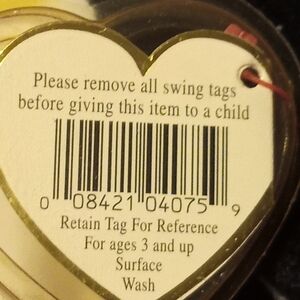 Please remove all swing tags
before giving this item to a child
0 08421 04075 9
Retain Tag For Reference
For ages 3 and up
Surface
Wash